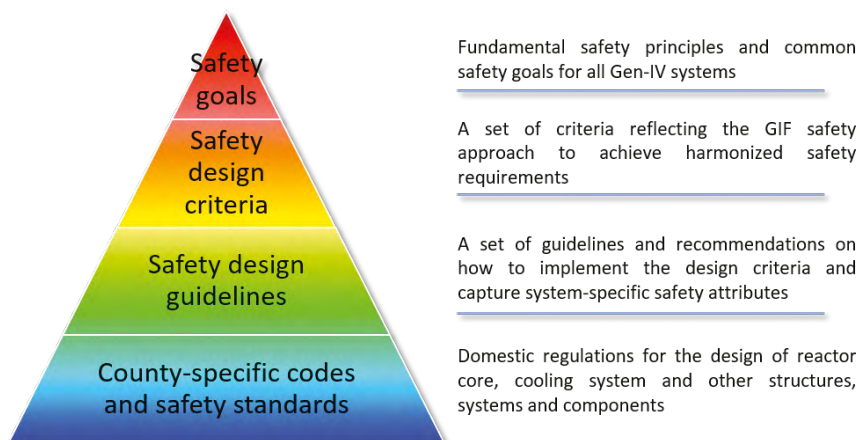 Safety
goals
Fundamental safety principles and common
safety goals for all Gen-IV systems
Safety
design
criteria
A set of criteria reflecting the GIF safety
approach to achieve harmonized safety
requirements
Safety design
guidelines
A set of guidelines and recommendations on
how to implement the design criteria and
capture system-specific safety attributes
County-specific codes
and safety standards
Domestic regulations for the design of reactor
core, cooling system and other structures,
systems and components